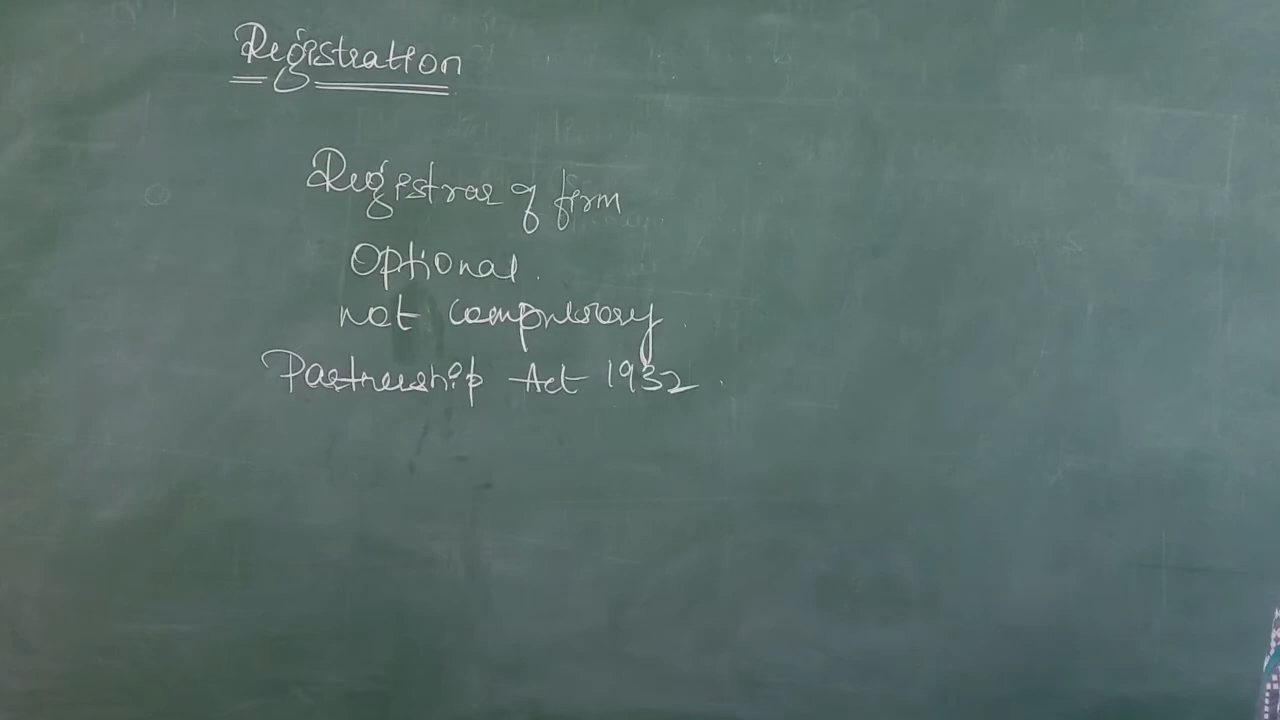 Registration
Registrar of firm
Optional.
not compulsory.
Partnership Act 1932.